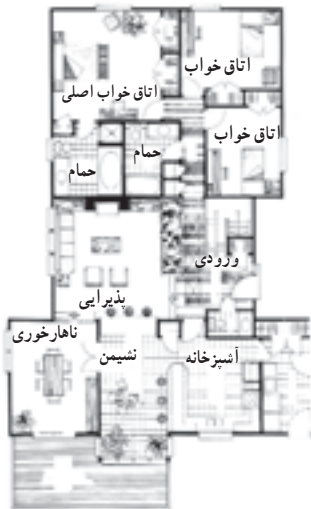 اتاق خواب
اتاق خواب اصلی
اتاق خواب
حمام
حمام
ورودی
پذیرایی
ناهارخوری
نشیمن
آشپزخانه